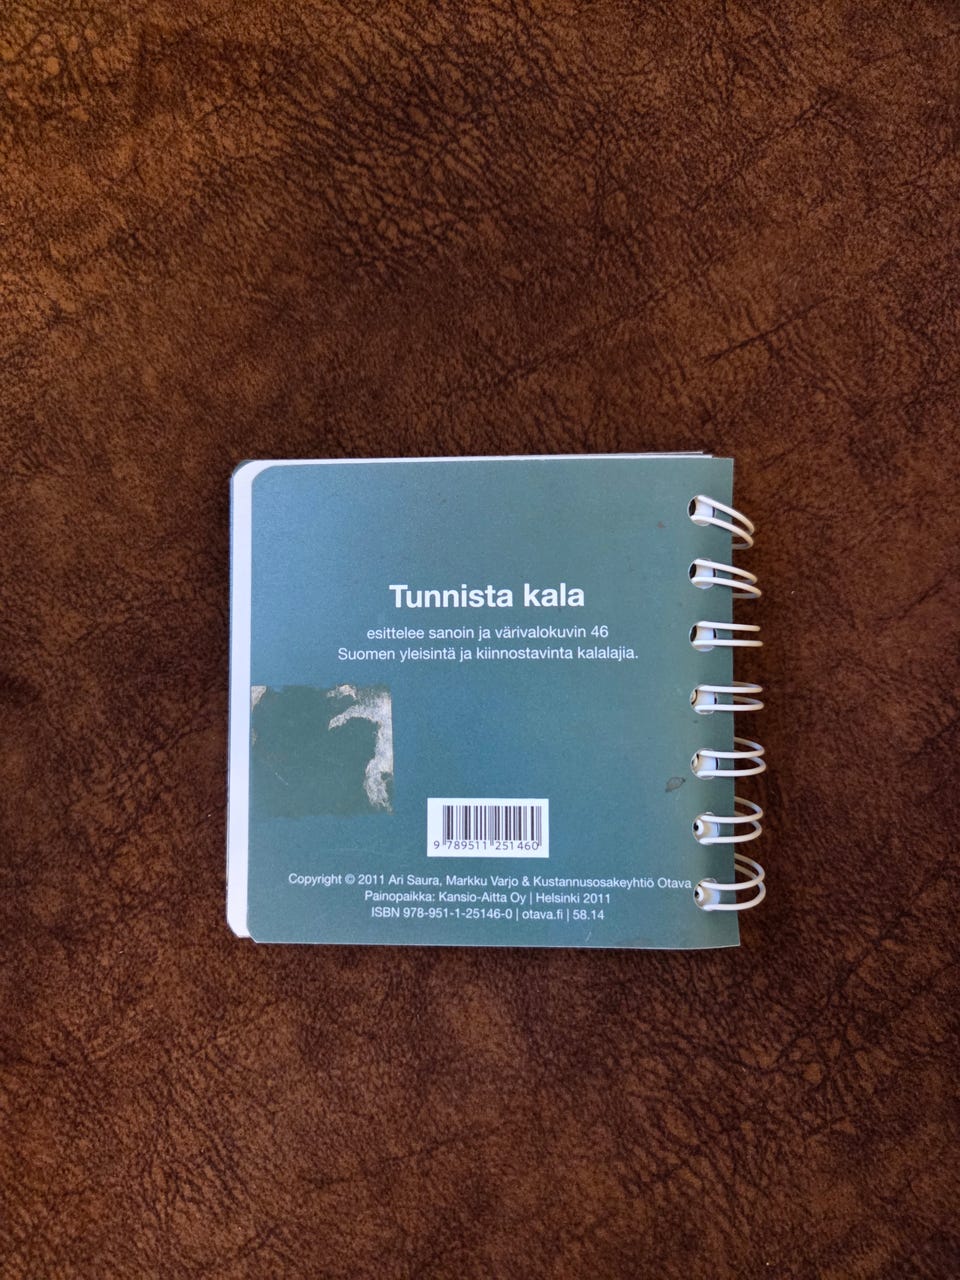 Tunnista kala
esittelee sanoin ja värivalokuvin 46
Suomen yleisintä ja kiinnostavinta kalalajia.
9 789511 251460
Copyright © 2011 Ari Saura, Markku Varjo & Kustannusosakeyhtiö Otava
Painopaikka: Kansio-Aitta Oy | Helsinki 2011
ISBN 978-951-1-25146-0 | otava.fi | 58.14